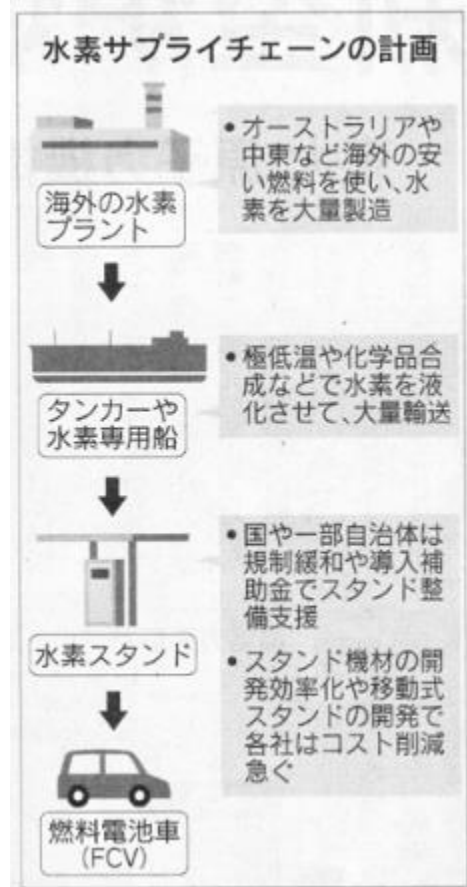 水素サプライチェーンの計画
海外の水素
プラント
•オーストラリアや
中東など海外の安
い燃料を使い、水
素を大量製造
タンカーや
水素専用船
•極低温や化学品合
成などで水素を液
化させて、大量輸送
水素スタンド
•国や一部自治体は
規制緩和や導入補
助金でスタンド整
備支援
•スタンド機材の開
発効率化や移動式
スタンドの開発で
各社はコスト削減
急ぐ
燃料電池車
(FCV)